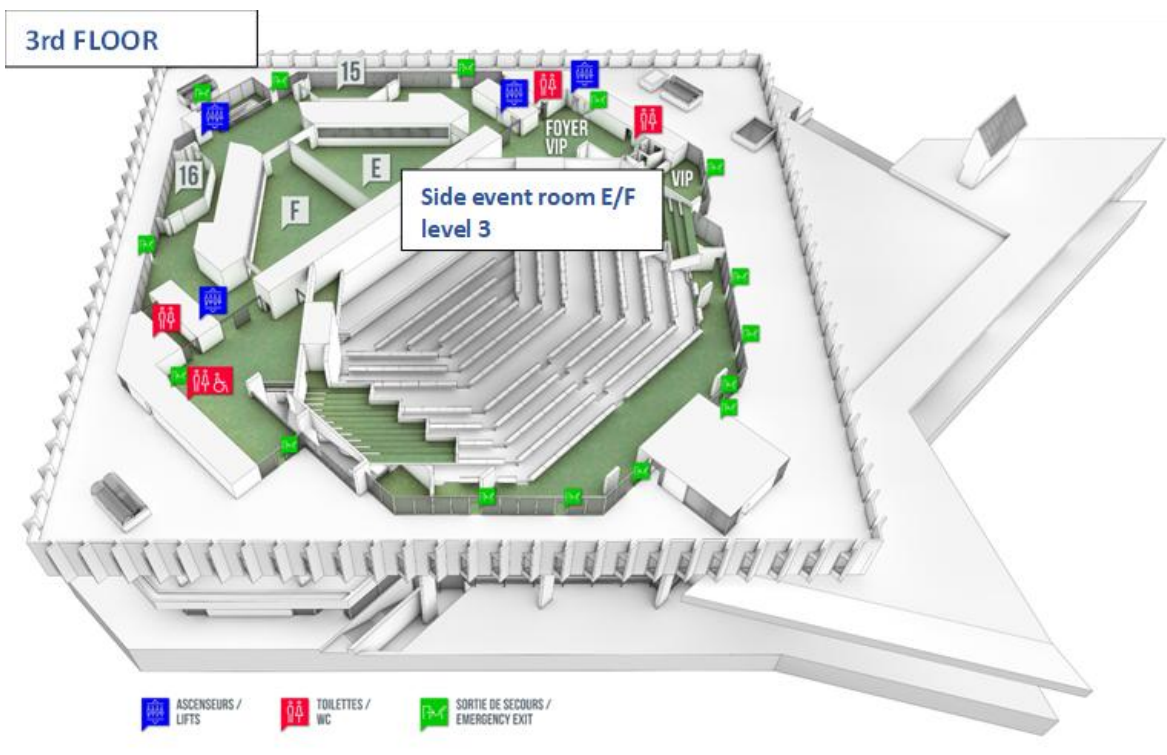 3rd FLOOR
15
FOYER
VIP
16
E
VIP
F
Side event room E/F
level 3
ASCENSEURS /
LIFTS
TOILETTES /
WC
SORTIE DE SECOURS /
EMERGENCY EXIT